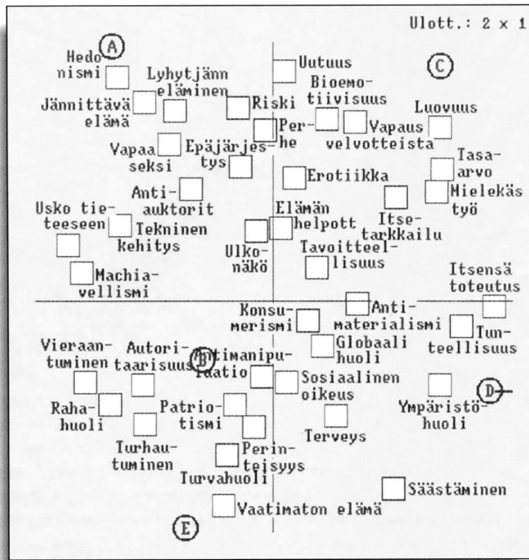 Ulott.: 2 x 1
A
Hedo-
nismi
Lyhytjänn
eläminen
Uutuus
C
Bioemo-
tiivisuus
Jännittävä
elämä
Riski
Per-
he
Luovuus
Vapaus
velvotteista
Vapaa
seksi
Epäjärjes-
tys
Tasa-
arvo
Erotiikka
Mielekäs
työ
Anti-
auktorit
Itse-
tarkkailu
Usko tie-
teeseen
Tekninen
kehitys
Elämän
helpott
Ulko-
näkö
Tavoitteel-
lisuus
Machia-
vellismi
Itsensä
toteutus
Konsu-
merismi
Anti-
materialismi
Tun-
teellisuus
Globaali
huoli
Vieraan-
tuminen
Autori-
taarisuus
B
Antimanipu-
laatio
Sosiaalinen
oikeus
D
Raha-
huoli
Patrio-
tismi
Ympäristö-
huoli
Terveys
Turhau-
tuminen
Perin-
teisyys
Turvahuoli
Säästäminen
Vaatimaton elämä
E